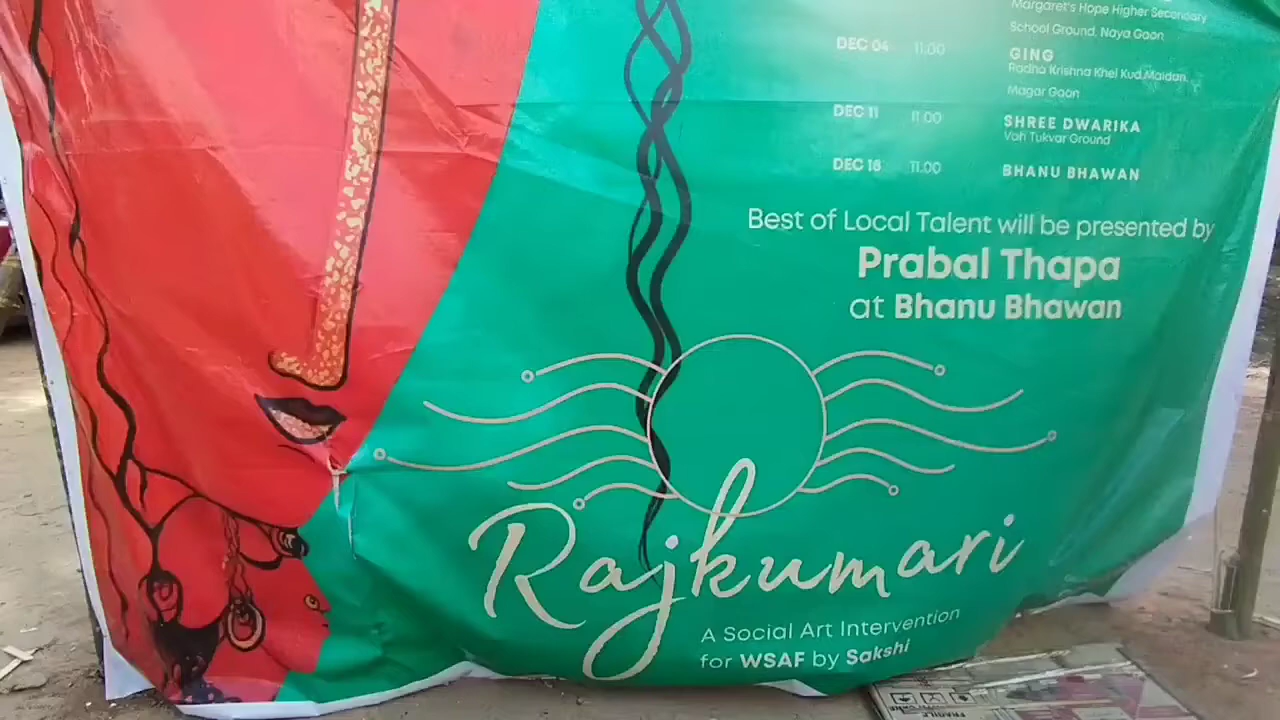 Margaret's Hope Higher Secondary
School Ground, Naya Gaon
DEC 04 11.00 GING
Radha Krishna Khel Kud Maidan,
Magar Gaon
DEC 11 11.00 SHREE DWARIKA
Vah Tukvar Ground
DEC 16 11.00 BHANU BHAWAN
Best of Local Talent will be presented by
Prabal Thapa
at Bhanu Bhawan
Rajkumari
A Social Art Intervention
for WSAF by Sakshi
FRAGILE